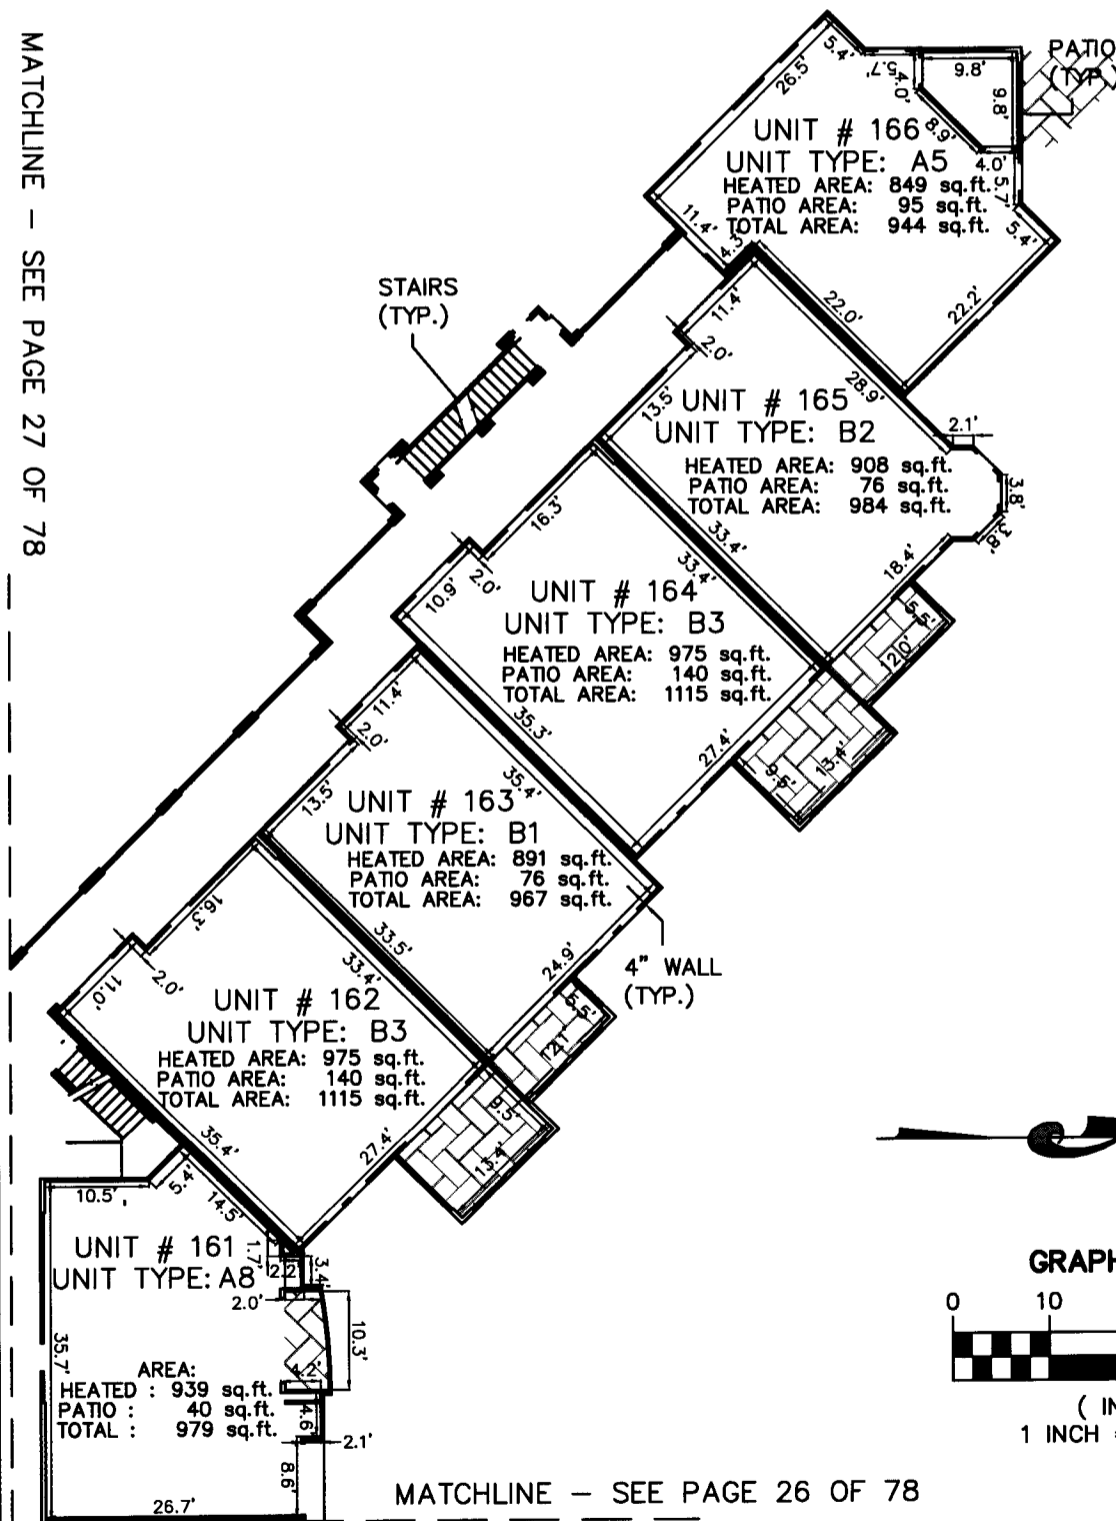 MATCHLINE – SEE PAGE 27 OF 78
PATIO
(TYP.)
5.4'
26.5'
5.7'
4.0'
9.8'
9.8'
8.9'
4.0'
5.7'
5.4'
UNIT # 166
UNIT TYPE: A5
HEATED AREA: 849 sq.ft.
PATIO AREA: 95 sq.ft.
TOTAL AREA: 944 sq.ft.
11.4'
4.3'
22.0'
22.2'
STAIRS
(TYP.)
11.4'
2.0'
13.5'
28.9'
2.1'
3.8'
3.8'
UNIT # 165
UNIT TYPE: B2
HEATED AREA: 908 sq.ft.
PATIO AREA: 76 sq.ft.
TOTAL AREA: 984 sq.ft.
33.4'
18.4'
5.5'
12.0'
16.3'
2.0'
10.9'
33.4'
UNIT # 164
UNIT TYPE: B3
HEATED AREA: 975 sq.ft.
PATIO AREA: 140 sq.ft.
TOTAL AREA: 1115 sq.ft.
35.3'
27.4'
9.5'
13.4'
11.4'
2.0'
13.5'
35.4'
UNIT # 163
UNIT TYPE: B1
HEATED AREA: 891 sq.ft.
PATIO AREA: 76 sq.ft.
TOTAL AREA: 967 sq.ft.
33.5'
24.9'
5.5'
12.1'
4" WALL
(TYP.)
16.3'
2.0'
11.0'
33.4'
UNIT # 162
UNIT TYPE: B3
HEATED AREA: 975 sq.ft.
PATIO AREA: 140 sq.ft.
TOTAL AREA: 1115 sq.ft.
35.4'
27.4'
9.5'
13.4'
10.5'
5.4'
14.5'
UNIT # 161
UNIT TYPE: A8
1.7'
2.2'
3.4'
2.0'
10.3'
35.7'
4.2'
AREA:
HEATED : 939 sq.ft.
PATIO : 40 sq.ft.
TOTAL : 979 sq.ft.
4.6'
2.1'
8.6'
26.7'
GRAPH
0 10
( IN
1 INCH =
MATCHLINE – SEE PAGE 26 OF 78